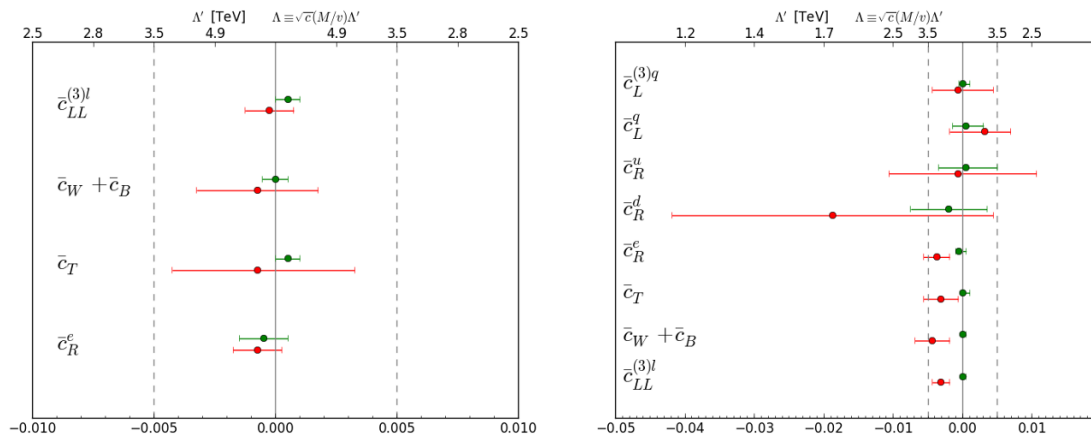 Λ′ [TeV] Λ ≡ √c̄(M/v)Λ′
2.5 2.8 3.5 4.9 4.9 3.5 2.8 2.5
c̄_{LL}^{(3)l}
c̄_W + c̄_B
c̄_T
c̄_R^e
−0.010 −0.005 0.000 0.005 0.010
Λ′ [TeV] Λ ≡ √c̄(M/v)Λ′
1.2 1.4 1.7 2.5 3.5 3.5 2.5
c̄_L^{(3)q}
c̄_L^q
c̄_R^u
c̄_R^d
c̄_R^e
c̄_T
c̄_W + c̄_B
c̄_{LL}^{(3)l}
−0.05 −0.04 −0.03 −0.02 −0.01 0.00 0.01